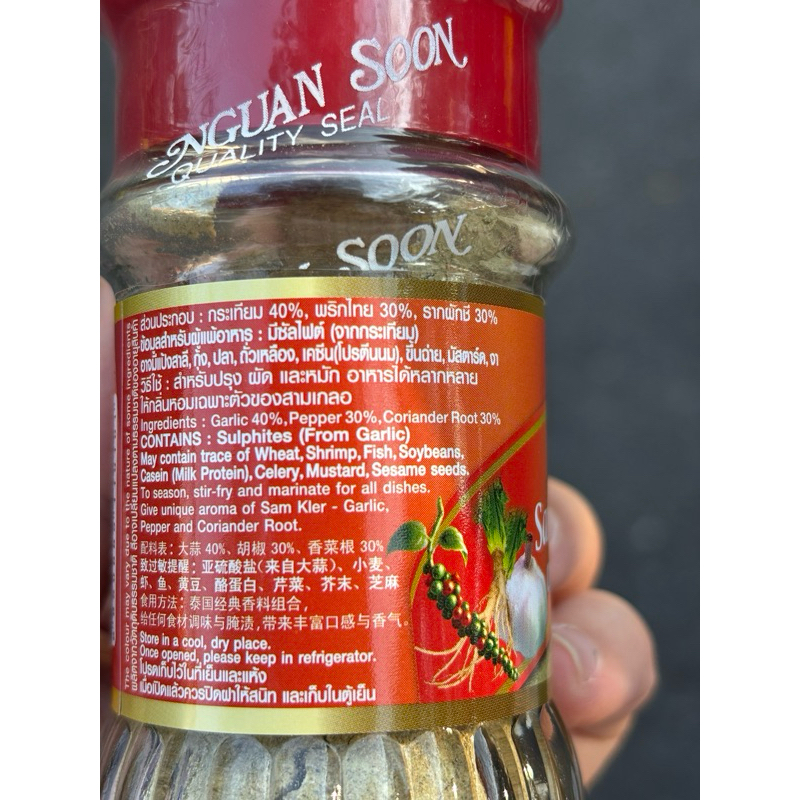 NGUAN SOON
QUALITY SEAL
SOON
ส่วนประกอบ : กระเทียม 40%, พริกไทย 30%, รากผักชี 30%
ข้อมูลสำหรับผู้แพ้อาหาร : มีซัลไฟต์ (จากกระเทียม)
อาจมีแป้งสาลี, กุ้ง, ปลา, ถั่วเหลือง, เคซีน(โปรตีนนม), ขึ้นฉ่าย, มัสตาร์ด, งา
วิธีใช้ : สำหรับปรุง ผัด และหมัก อาหารได้หลากหลาย
ให้กลิ่นหอมเฉพาะตัวของสามเกลอ
Ingredients : Garlic 40%, Pepper 30%, Coriander Root 30%
CONTAINS : Sulphites (From Garlic)
May contain trace of Wheat, Shrimp, Fish, Soybeans,
Casein (Milk Protein), Celery, Mustard, Sesame seeds.
To season, stir-fry and marinate for all dishes.
Give unique aroma of Sam Kler - Garlic,
Pepper and Coriander Root.
配料表：大蒜 40%、胡椒 30%、香菜根 30%
致过敏提醒：亚硫酸盐(来自大蒜)、小麦、
虾、鱼、黄豆、酪蛋白、芹菜、芥末、芝麻
食用方法：泰国经典香料组合，
给任何食材调味与腌渍，带来丰富口感与香气。
Store in a cool, dry place.
Once opened, please keep in refrigerator.
โปรดเก็บไว้ในที่เย็นและแห้ง
เมื่อเปิดแล้วควรปิดฝาให้สนิท และเก็บในตู้เย็น
The colour may vary due to the nature of some ingredients